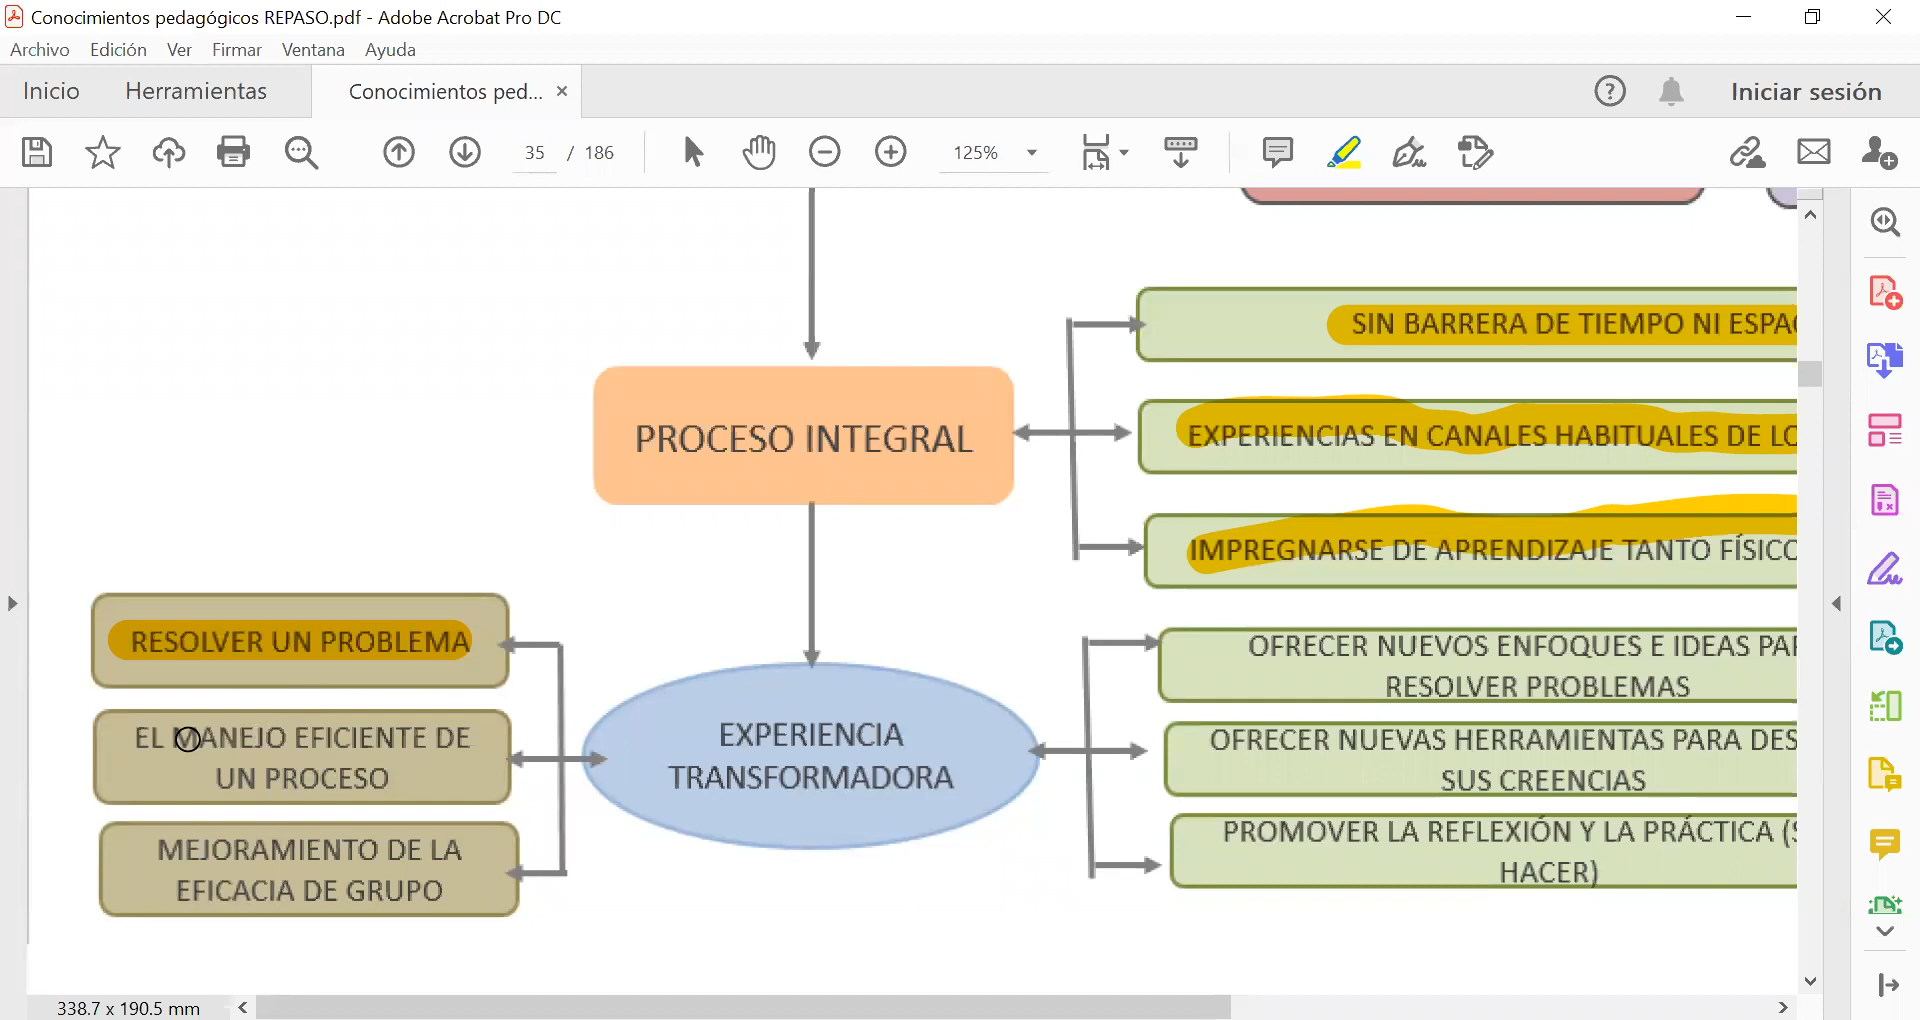 Conocimientos pedagógicos REPASO.pdf - Adobe Acrobat Pro DC
Archivo Edición Ver Firmar Ventana Ayuda
Inicio Herramientas Conocimientos ped... × Iniciar sesión
35 / 186 125%
SIN BARRERA DE TIEMPO NI ESPA
PROCESO INTEGRAL
EXPERIENCIAS EN CANALES HABITUALES DE LO
IMPREGNARSE DE APRENDIZAJE TANTO FÍSICO
RESOLVER UN PROBLEMA
EL MANEJO EFICIENTE DE
UN PROCESO
MEJORAMIENTO DE LA
EFICACIA DE GRUPO
EXPERIENCIA
TRANSFORMADORA
OFRECER NUEVOS ENFOQUES E IDEAS PA
RESOLVER PROBLEMAS
OFRECER NUEVAS HERRAMIENTAS PARA DES
SUS CREENCIAS
PROMOVER LA REFLEXIÓN Y LA PRÁCTICA (
HACER)
338.7 x 190.5 mm